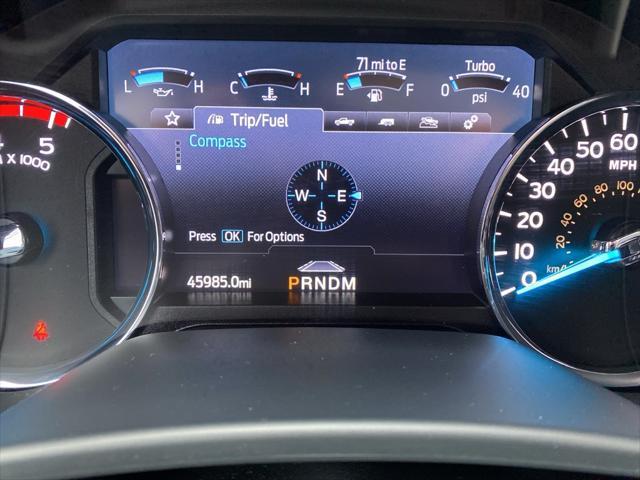 71 mi to E
Turbo
L H C H E F 0 40
psi
Trip/Fuel
Compass
N
W E
S
Press OK For Options
45985.0mi
PRNDM
5
x 1000
60
50
40
30
20
10
0
MPH
100
80
60
40
20
km/